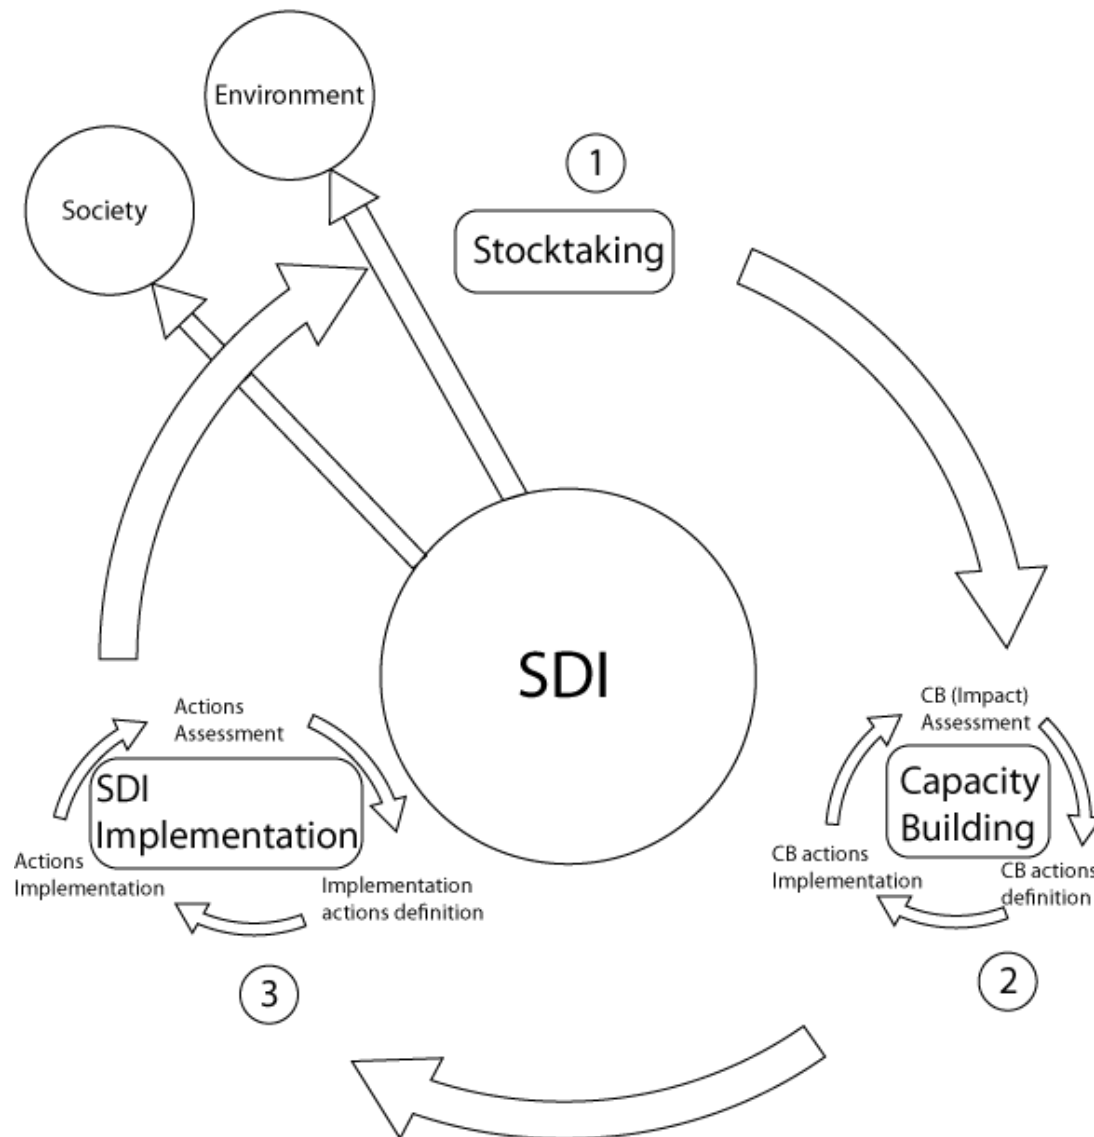 Environment
Society
1
Stocktaking
SDI
Actions
Assessment
SDI
Implementation
Actions
Implementation
Implementation
actions definition
3
CB (Impact)
Assessment
Capacity
Building
CB actions
Implementation
CB actions
definition
2